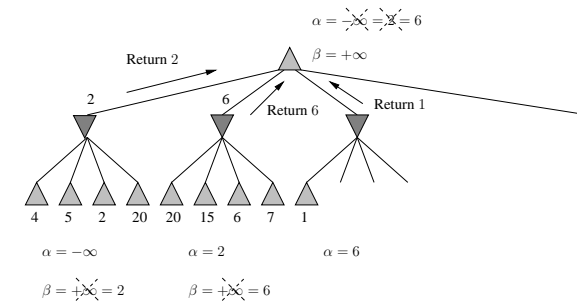 α = -∞ = 2 = 6
β = +∞
Return 2
2
6
Return 6
Return 1
4 5 2 20 20 15 6 7 1
α = -∞ α = 2 α = 6
β = +∞ = 2 β = +∞ = 6